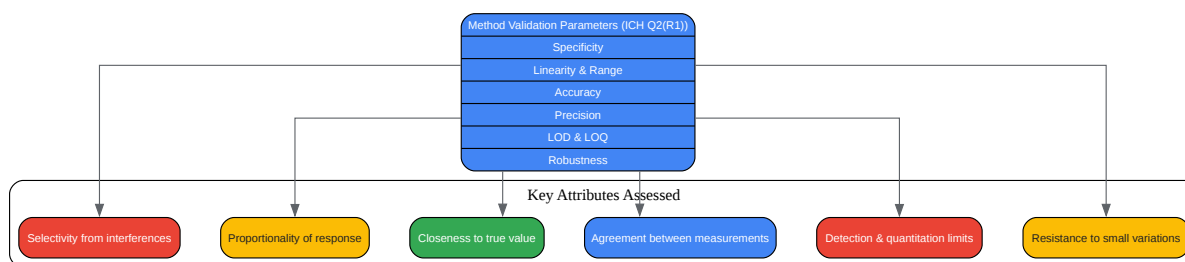 Method Validation Parameters (ICH Q2(R1))
Specificity
Linearity & Range
Accuracy
Precision
LOD & LOQ
Robustness
Key Attributes Assessed
Selectivity from interferences
Proportionality of response
Closeness to true value
Agreement between measurements
Detection & quantitation limits
Resistance to small variations